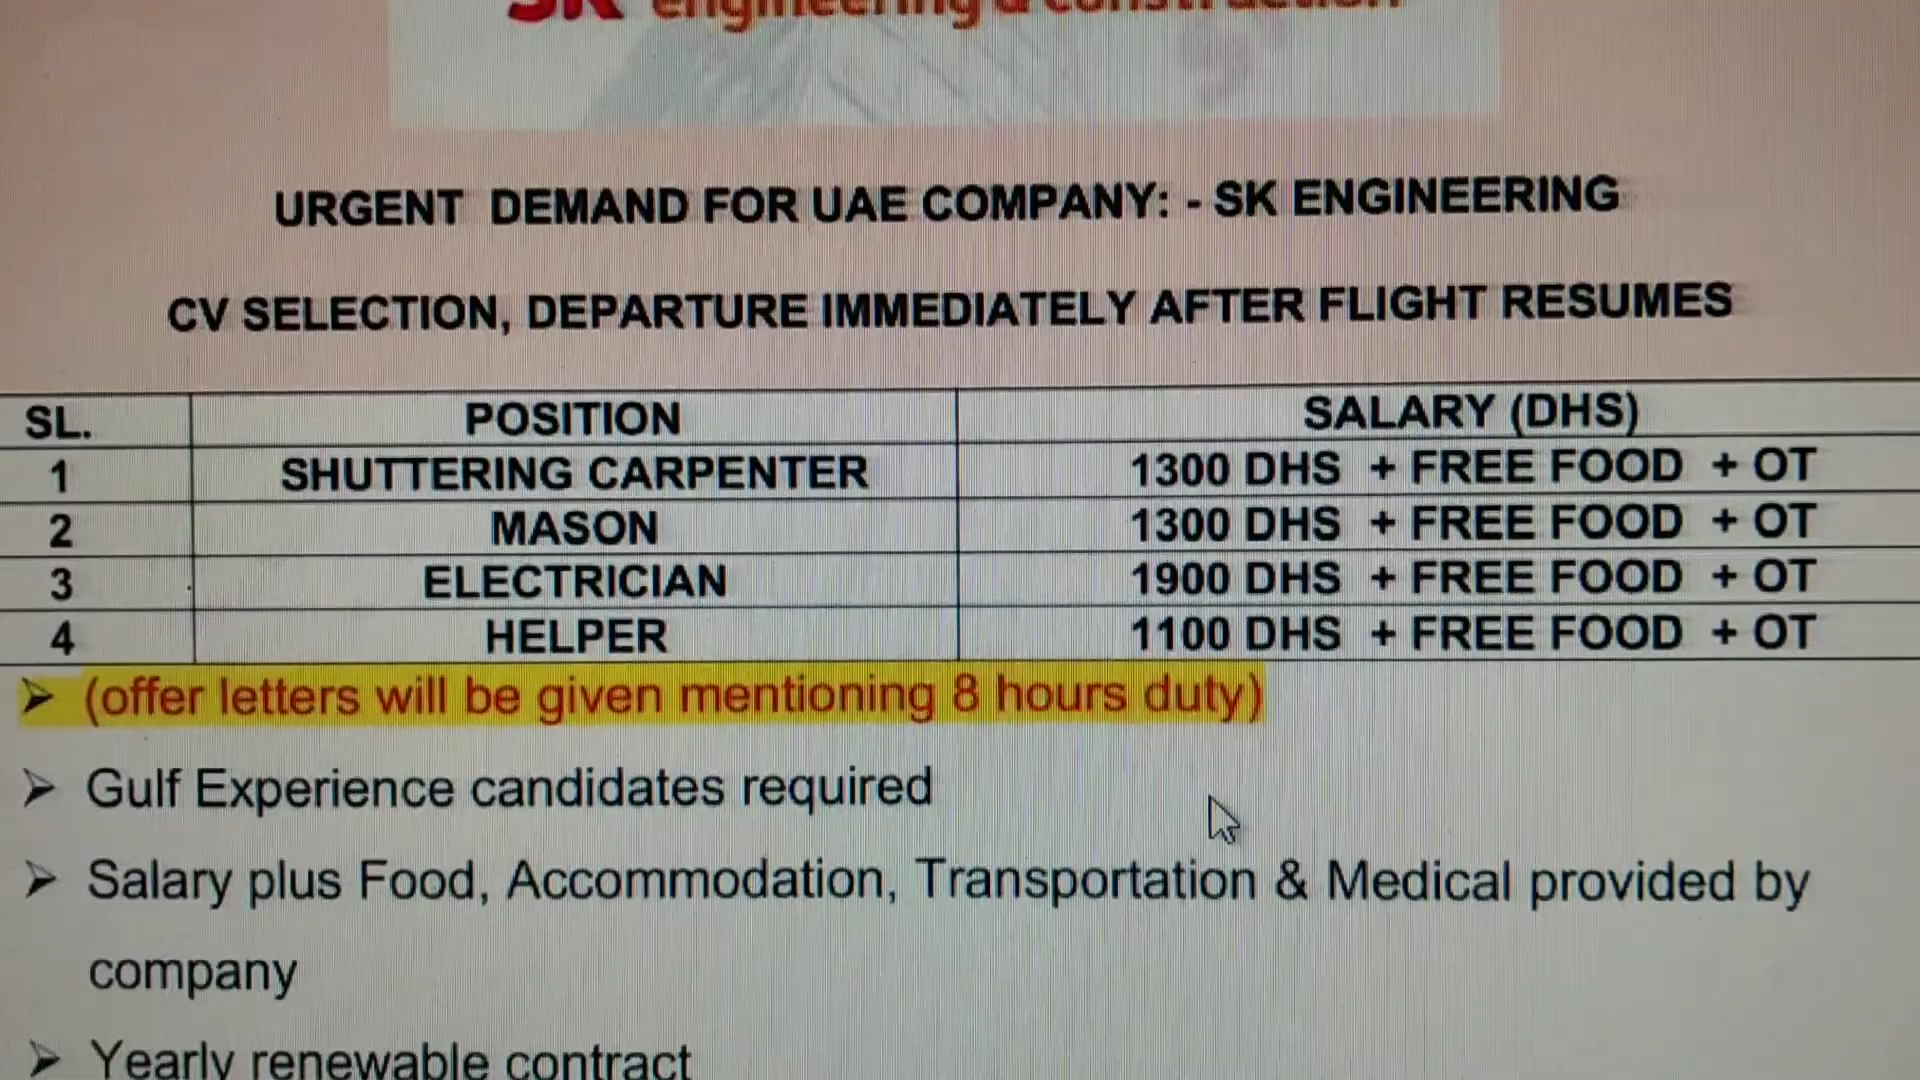 SK engineering & construction
URGENT DEMAND FOR UAE COMPANY: - SK ENGINEERING
CV SELECTION, DEPARTURE IMMEDIATELY AFTER FLIGHT RESUMES
SL. POSITION SALARY (DHS)
1 SHUTTERING CARPENTER 1300 DHS + FREE FOOD + OT
2 MASON 1300 DHS + FREE FOOD + OT
3 ELECTRICIAN 1900 DHS + FREE FOOD + OT
4 HELPER 1100 DHS + FREE FOOD + OT
➢ (offer letters will be given mentioning 8 hours duty)
➢ Gulf Experience candidates required
➢ Salary plus Food, Accommodation, Transportation & Medical provided by
company
➢ Yearly renewable contract